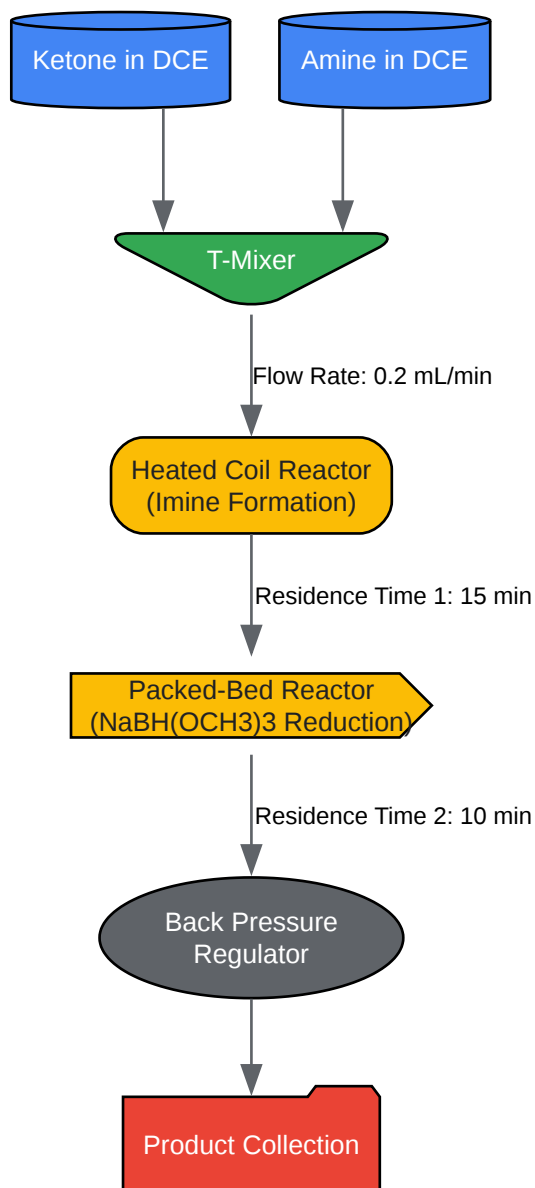 Ketone in DCE
Amine in DCE
T-Mixer
Flow Rate: 0.2 mL/min
Heated Coil Reactor
(Imine Formation)
Residence Time 1: 15 min
Packed-Bed Reactor
(NaBH(OCH3)3 Reduction)
Residence Time 2: 10 min
Back Pressure
Regulator
Product Collection